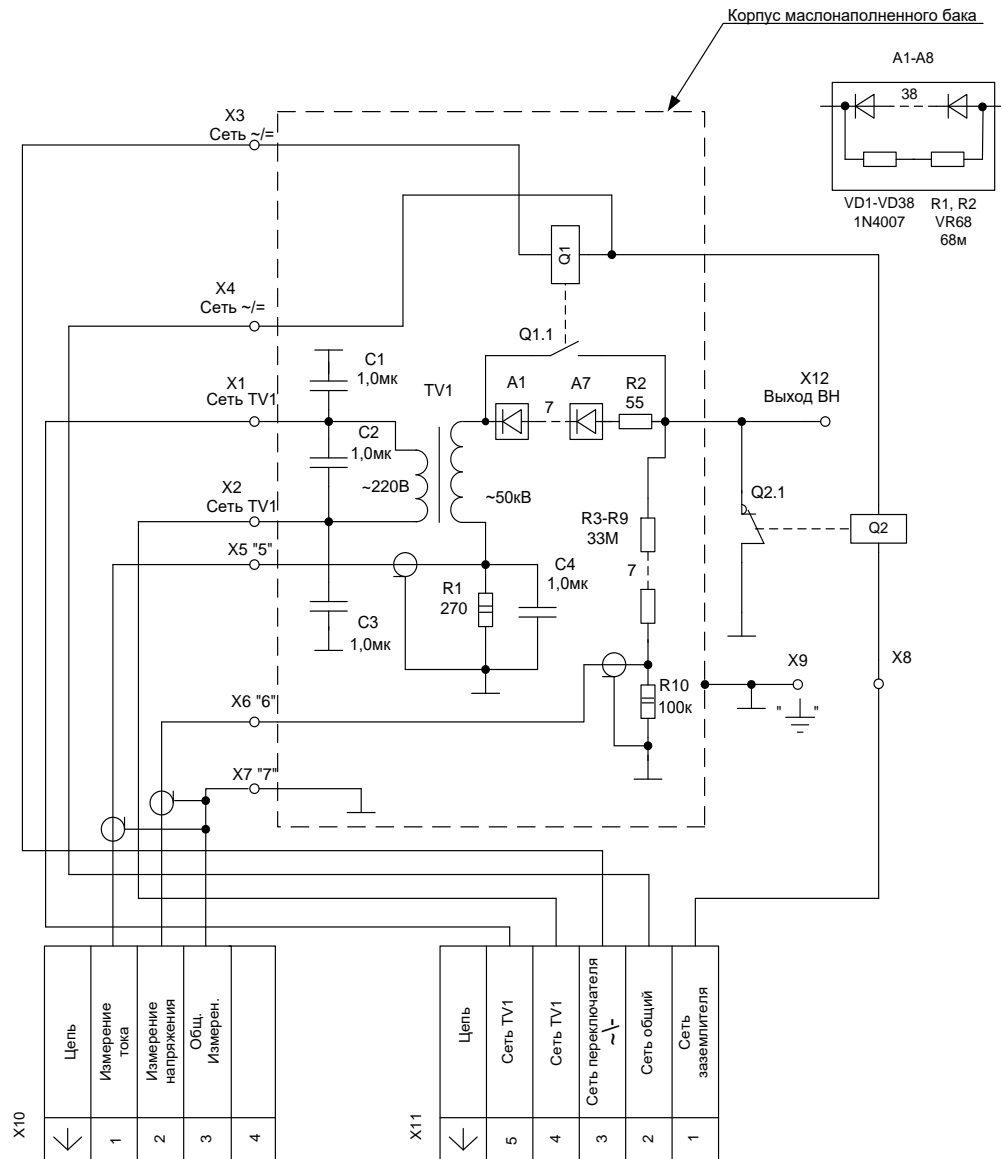 Корпус маслонаполненного бака
A1-A8
38
VD1-VD38
1N4007
R1, R2
VR68
68м
X3
Сеть ~/=
Q1
X4
Сеть ~/=
Q1.1
C1
1,0мк
X1
Сеть TV1
TV1
A1
7
A7
R2
55
X12
Выход ВН
C2
1,0мк
~220В
~50кВ
X2
Сеть TV1
Q2.1
Q2
R3-R9
33М
7
X5 "5"
C4
1,0мк
R1
270
C3
1,0мк
X9
" "
X8
R10
100к
X6 "6"
X7 "7"
X10
Цепь
1
Измерение
тока
2
Измерение
напряжения
3
Общ.
Измерен.
4
X11
Цепь
5
Сеть TV1
4
Сеть TV1
3
Сеть переключателя
~\-
2
Сеть общий
1
Сеть
заземлителя